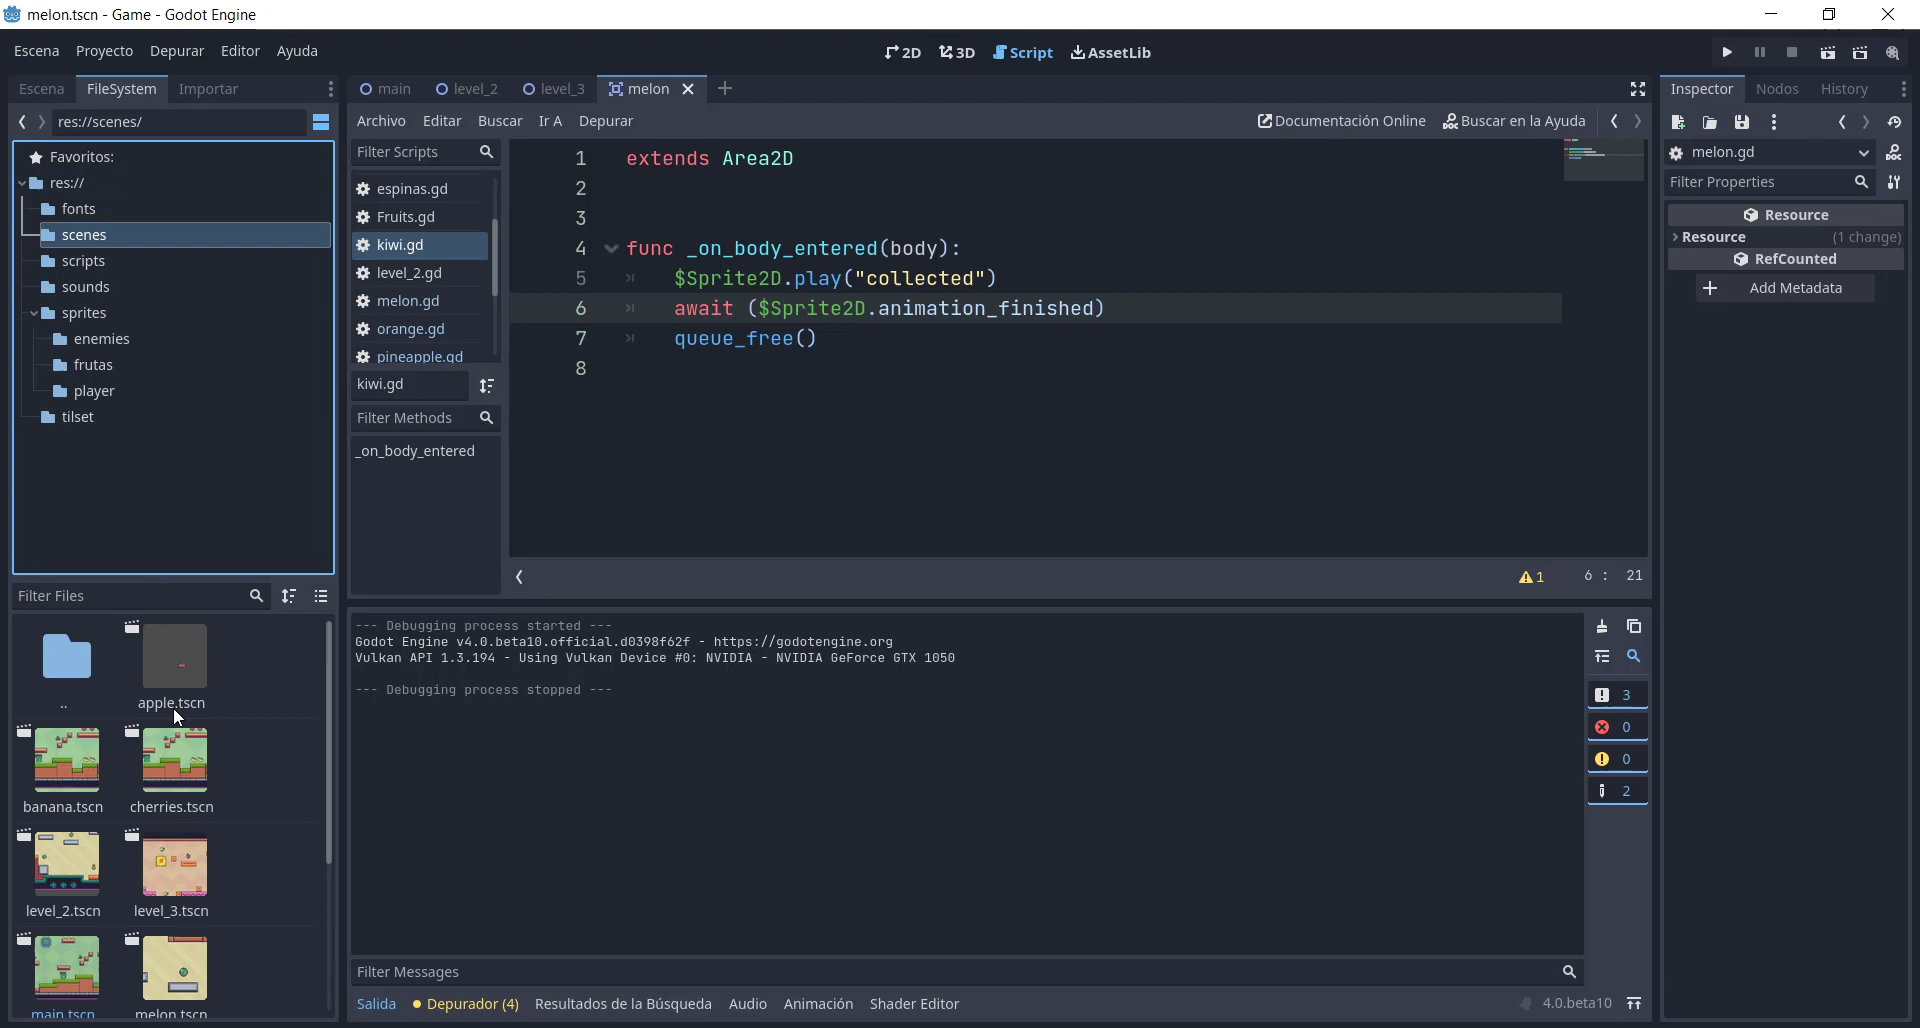 melon.tscn - Game - Godot Engine
Escena Proyecto Depurar Editor Ayuda
2D 3D Script AssetLib
Escena FileSystem Importar
res://scenes/
Favoritos:
res://
fonts
scenes
scripts
sounds
sprites
enemies
frutas
player
tilset
Filter Files
..
apple.tscn
banana.tscn
cherries.tscn
level_2.tscn
level_3.tscn
main.tscn
melon.tscn
main level_2 level_3 melon
Archivo Editar Buscar Ir A Depurar
Documentación Online Buscar en la Ayuda
Filter Scripts
espinas.gd
Fruits.gd
kiwi.gd
level_2.gd
melon.gd
orange.gd
pineapple.gd
kiwi.gd
Filter Methods
_on_body_entered
1 extends Area2D
2
3
4 func _on_body_entered(body):
5 $Sprite2D.play("collected")
6 await ($Sprite2D.animation_finished)
7 queue_free()
8
1 6 : 21
--- Debugging process started ---
Godot Engine v4.0.beta10.official.d0398f62f - https://godotengine.org
Vulkan API 1.3.194 - Using Vulkan Device #0: NVIDIA - NVIDIA GeForce GTX 1050
--- Debugging process stopped ---
3
0
0
2
Filter Messages
Salida Depurador (4) Resultados de la Búsqueda Audio Animación Shader Editor
4.0.beta10
Inspector Nodos History
melon.gd
Filter Properties
Resource
Resource (1 change)
RefCounted
Add Metadata